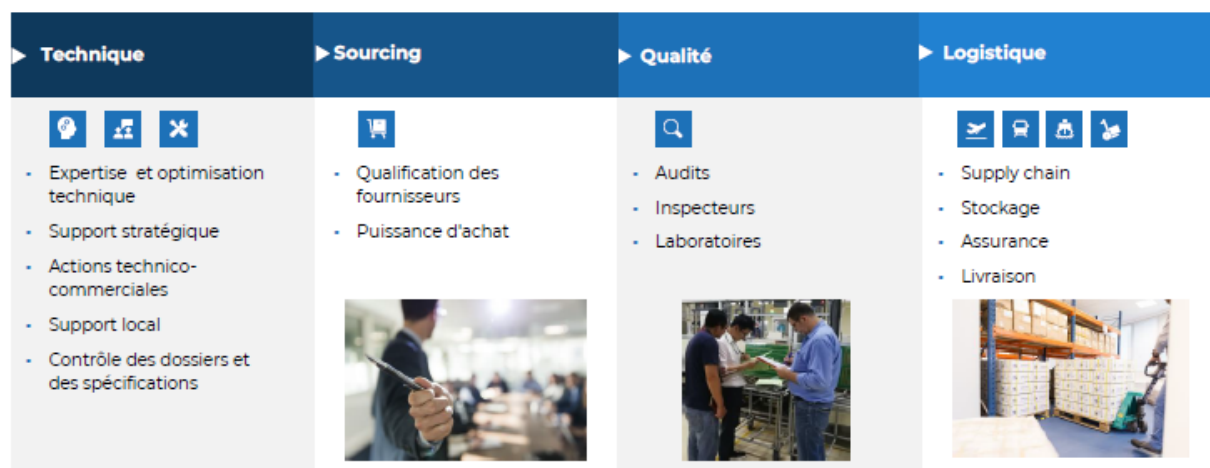 Technique
Expertise et optimisation
technique
Support stratégique
Actions technico-
commerciales
Support local
Contrôle des dossiers et
des spécifications
Sourcing
Qualification des
fournisseurs
Puissance d'achat
Qualité
Audits
Inspecteurs
Laboratoires
Logistique
Supply chain
Stockage
Assurance
Livraison